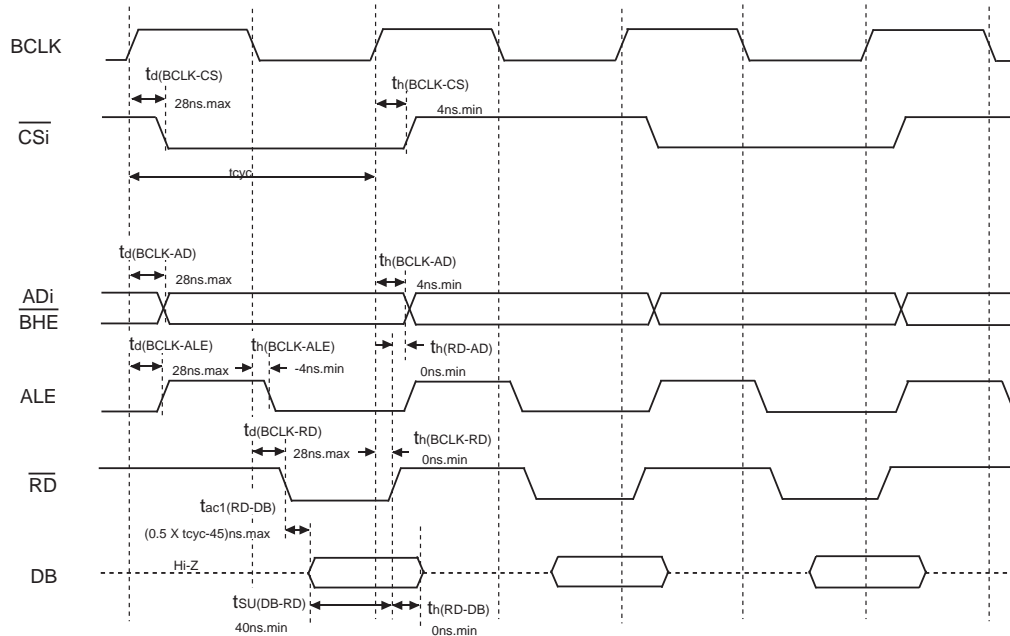 BCLK
td(BCLK-CS)
28ns.max
th(BCLK-CS)
4ns.min
CSi
tcyc
td(BCLK-AD)
28ns.max
th(BCLK-AD)
4ns.min
ADi
BHE
td(BCLK-ALE)
28ns.max
th(BCLK-ALE)
-4ns.min
th(RD-AD)
0ns.min
ALE
td(BCLK-RD)
28ns.max
th(BCLK-RD)
0ns.min
RD
tac1(RD-DB)
(0.5 X tcyc-45)ns.max
Hi-Z
DB
tSU(DB-RD)
40ns.min
th(RD-DB)
0ns.min